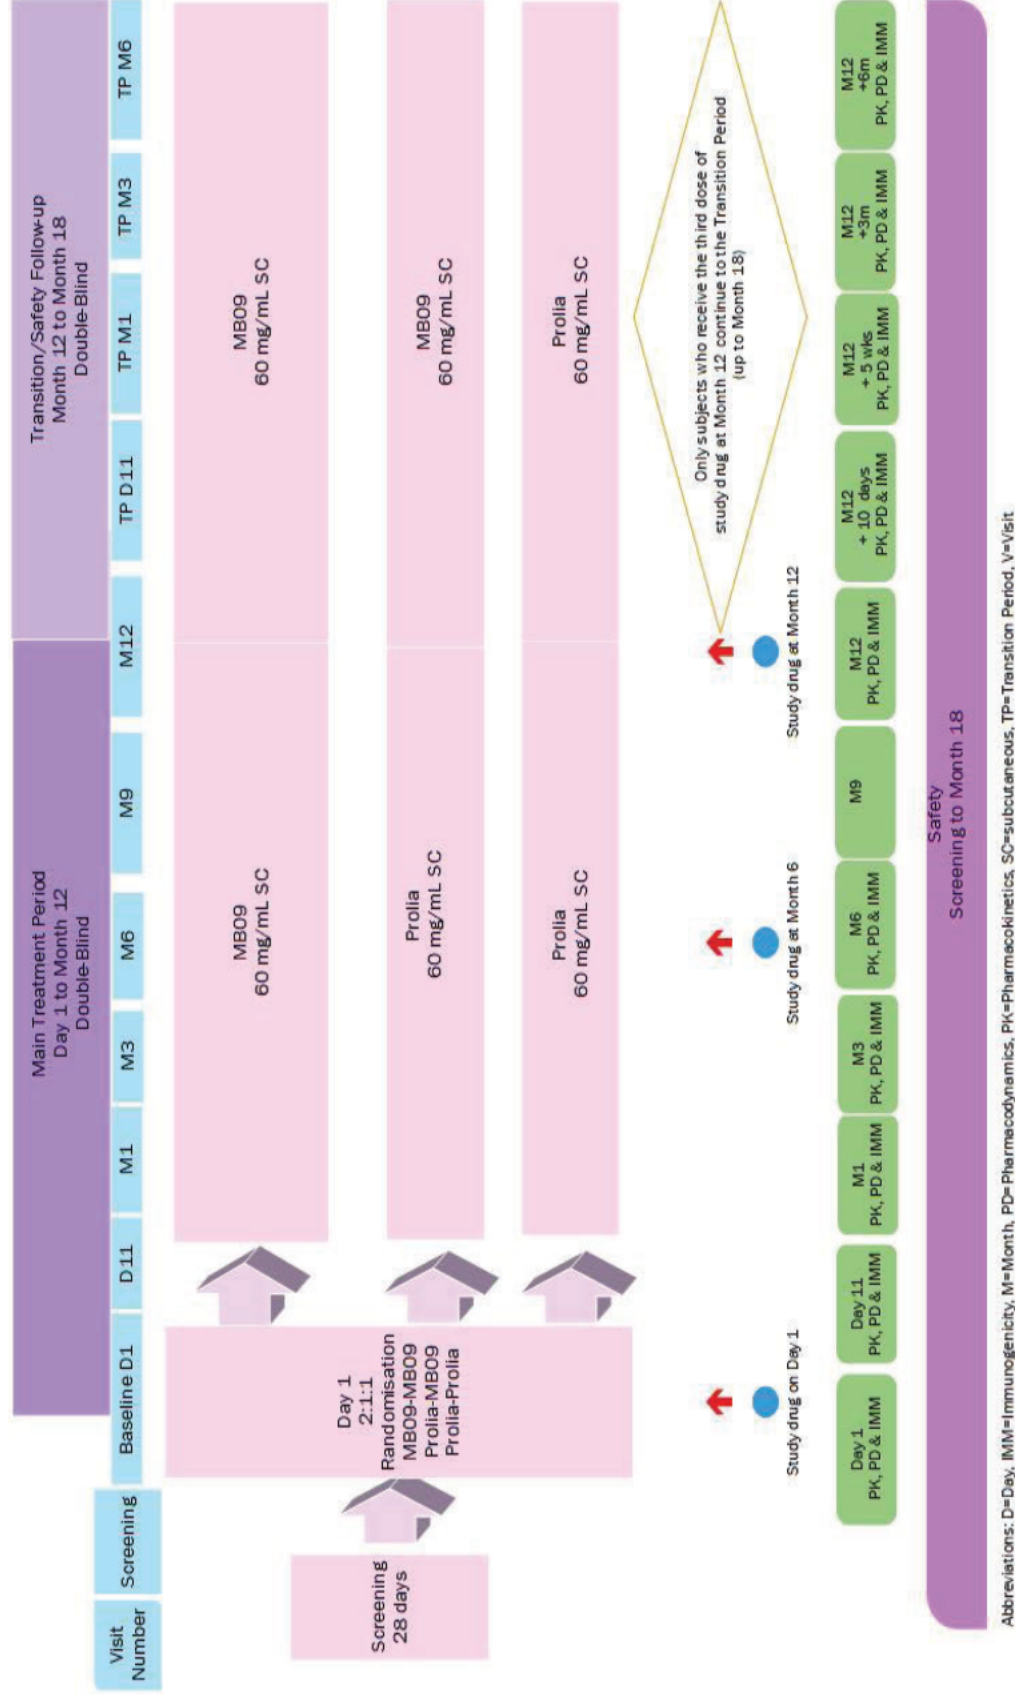 Main Treatment Period
Day 1 to Month 12
Double-Blind
Transition/Safety Follow-up
Month 12 to Month 18
Double-Blind
Visit
Number
Screening
Baseline D1
D11
M1
M3
M6
M9
M12
TP D11
TP M1
TP M3
TP M6
Screening
28 days
Day 1
2:1:1
Randomisation
MB09-MB09
Prolia-MB09
Prolia-Prolia
MB09
60 mg/mL SC
MB09
60 mg/mL SC
Prolia
60 mg/mL SC
MB09
60 mg/mL SC
Prolia
60 mg/mL SC
Prolia
60 mg/mL SC
Only subjects who receive the third dose of
study drug at Month 12 continue to the Transition Period
(up to Month 18)
Study drug on Day 1
Study drug at Month 6
Study drug at Month 12
Day 1
PK, PD & IMM
Day 11
PK, PD & IMM
M1
PK, PD & IMM
M3
PK, PD & IMM
M6
PK, PD & IMM
M9
M12
PK, PD & IMM
M12
+ 10 days
PK, PD & IMM
M12
+ 5 wks
PK, PD & IMM
M12
+3m
PK, PD & IMM
M12
+6m
PK, PD & IMM
Safety
Screening to Month 18
Abbreviations: D=Day, IMM=Immunogenicity, M=Month, PD=Pharmacodynamics, PK=Pharmacokinetics, SC=subcutaneous, TP=Transition Period, V=Visit